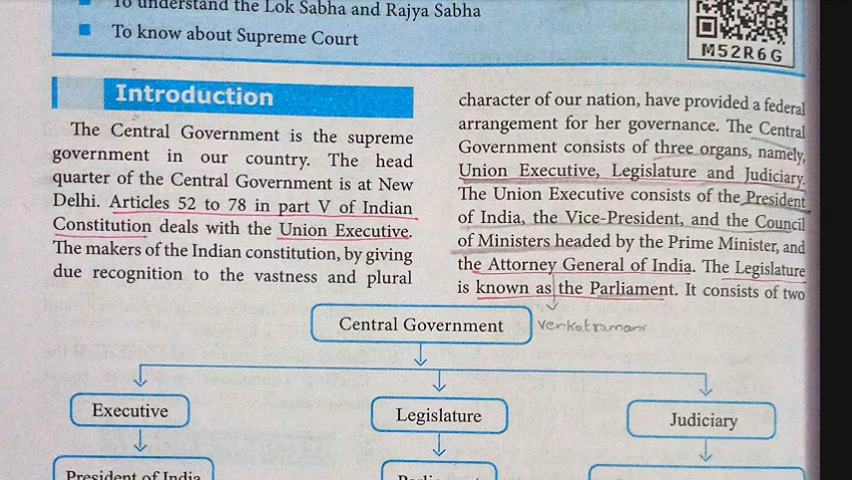 To understand the Lok Sabha and Rajya Sabha
To know about Supreme Court
M52R6G
Introduction
The Central Government is the supreme
government in our country. The head
quarter of the Central Government is at New
Delhi. Articles 52 to 78 in part V of Indian
Constitution deals with the Union Executive.
The makers of the Indian constitution, by giving
due recognition to the vastness and plural
character of our nation, have provided a federal
arrangement for her governance. The Central
Government consists of three organs, namely,
Union Executive, Legislature and Judiciary.
The Union Executive consists of the President
of India, the Vice-President, and the Council
of Ministers headed by the Prime Minister, and
the Attorney General of India. The Legislature
is known as the Parliament. It consists of two
Central Government
Venkatramani
Executive
Legislature
Judiciary
President of India
Parliament